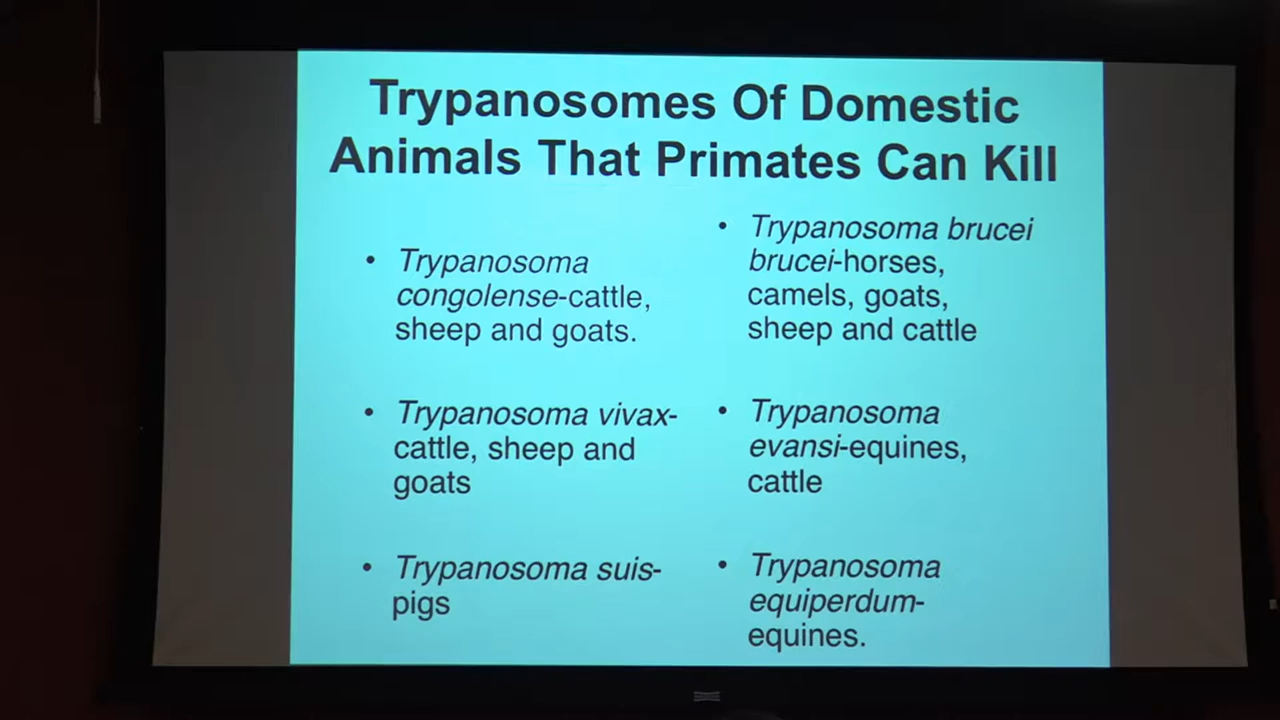 Trypanosomes Of Domestic
Animals That Primates Can Kill
• Trypanosoma
congolense-cattle,
sheep and goats.
• Trypanosoma vivax-
cattle, sheep and
goats
• Trypanosoma suis-
pigs
• Trypanosoma brucei
brucei-horses,
camels, goats,
sheep and cattle
• Trypanosoma
evansi-equines,
cattle
• Trypanosoma
equiperdum-
equines.